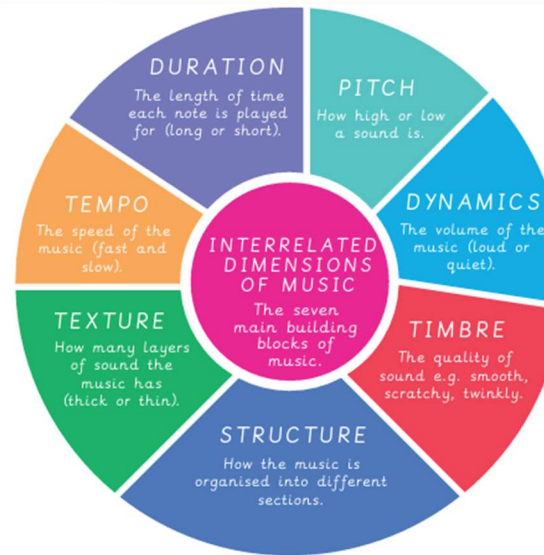 DURATION
The length of time
each note is played
for (long or short).
PITCH
How high or low
a sound is.
DYNAMICS
The volume of the
music (loud or
quiet).
TIMBRE
The quality of
sound e.g. smooth,
scratchy, twinkly.
STRUCTURE
How the music is
organised into different
sections.
TEXTURE
How many layers
of sound the
music has
(thick or thin).
TEMPO
The speed of the
music (fast and
slow).
INTERRELATED
DIMENSIONS
OF MUSIC
The seven
main building
blocks of
music.